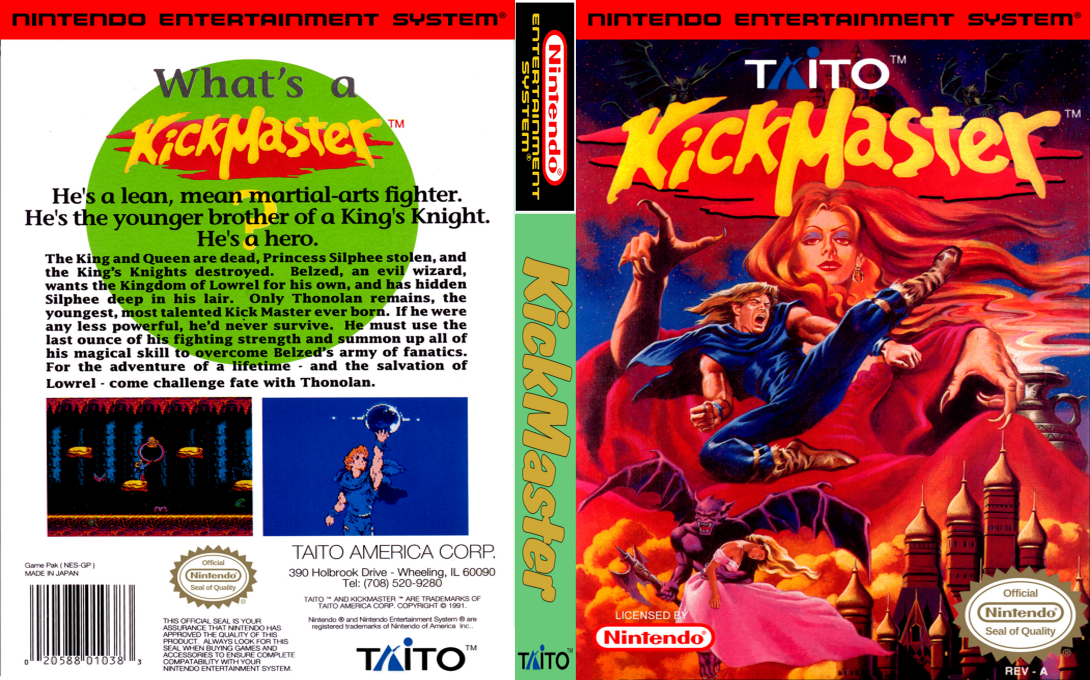 NINTENDO ENTERTAINMENT SYSTEM®
What's a
KickMaster™
?
He's a lean, mean martial-arts fighter.
He's the younger brother of a King's Knight.
He's a hero.
The King and Queen are dead, Princess Silphee stolen, and
the King's Knights destroyed. Belzed, an evil wizard,
wants the Kingdom of Lowrel for his own, and has hidden
Silphee deep in his lair. Only Thonolan remains, the
youngest, most talented Kick Master ever born. If he were
any less powerful, he'd never survive. He must use the
last ounce of his fighting strength and summon up all of
his magical skill to overcome Belzed's army of fanatics.
For the adventure of a lifetime - and the salvation of
Lowrel - come challenge fate with Thonolan.
Game Pak ( NES-GP )
MADE IN JAPAN
0 20588 01038 3
Official
Nintendo®
Seal of Quality
THIS OFFICIAL SEAL IS YOUR
ASSURANCE THAT NINTENDO HAS
APPROVED THE QUALITY OF THIS
PRODUCT. ALWAYS LOOK FOR THIS
SEAL WHEN BUYING GAMES AND
ACCESSORIES TO ENSURE COMPLETE
COMPATABILITY WITH YOUR
NINTENDO ENTERTAINMENT SYSTEM.
TAITO AMERICA CORP.
390 Holbrook Drive - Wheeling, IL 60090
Tel: (708) 520-9280
TAITO ™ AND KICKMASTER ™ ARE TRADEMARKS OF
TAITO AMERICA CORP. COPYRIGHT © 1991.
Nintendo ® and Nintendo Entertainment System ® are
registered trademarks of Nintendo of America Inc..
TAITO™
Nintendo®
ENTERTAINMENT
SYSTEM®
KickMaster
TAITO™
NINTENDO ENTERTAINMENT SYSTEM®
TAITO™
KickMaster™
LICENSED BY
Nintendo®
Official
Nintendo®
Seal of Quality
®
REV - A